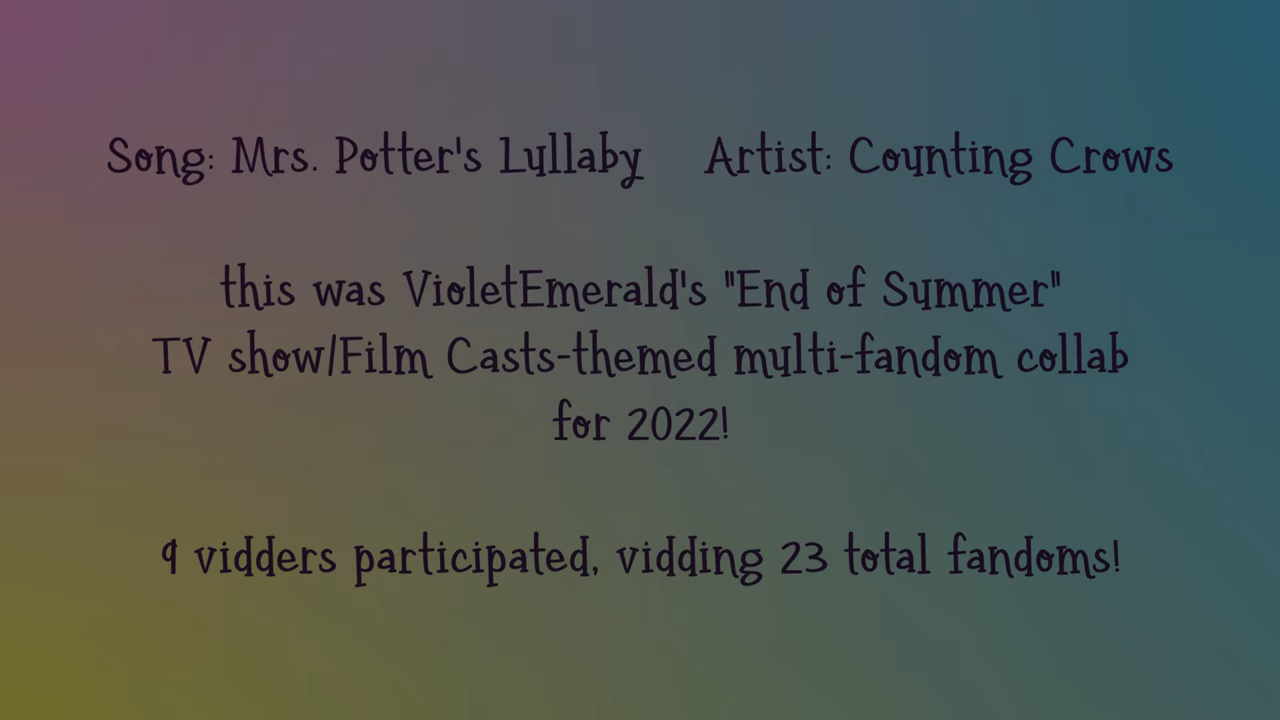 Song: Mrs. Potter's Lullaby Artist: Counting Crows
this was VioletEmerald's "End of Summer"
TV show/Film Casts-themed multi-fandom collab
for 2022!
9 vidders participated, vidding 23 total fandoms!